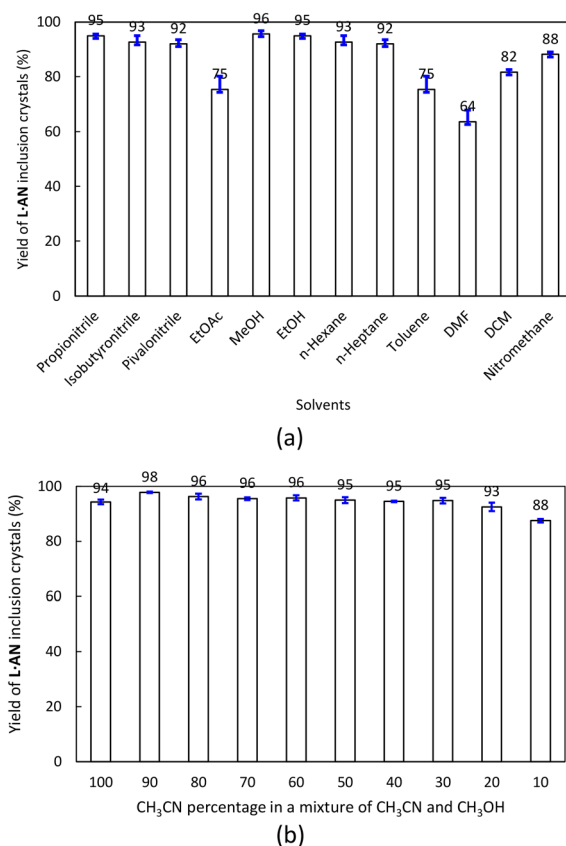 Yield of L·AN inclusion crystals (%)
100
80
60
40
20
0
95
93
92
75
96
95
93
92
75
64
82
88
Propionitrile
Isobutyronitrile
Pivalonitrile
EtOAc
MeOH
EtOH
n-Hexane
n-Heptane
Toluene
DMF
DCM
Nitromethane
Solvents
(a)
Yield of L·AN inclusion crystals (%)
100
80
60
40
20
0
94
98
96
96
96
95
95
95
93
88
100 90 80 70 60 50 40 30 20 10
CH₃CN percentage in a mixture of CH₃CN and CH₃OH
(b)